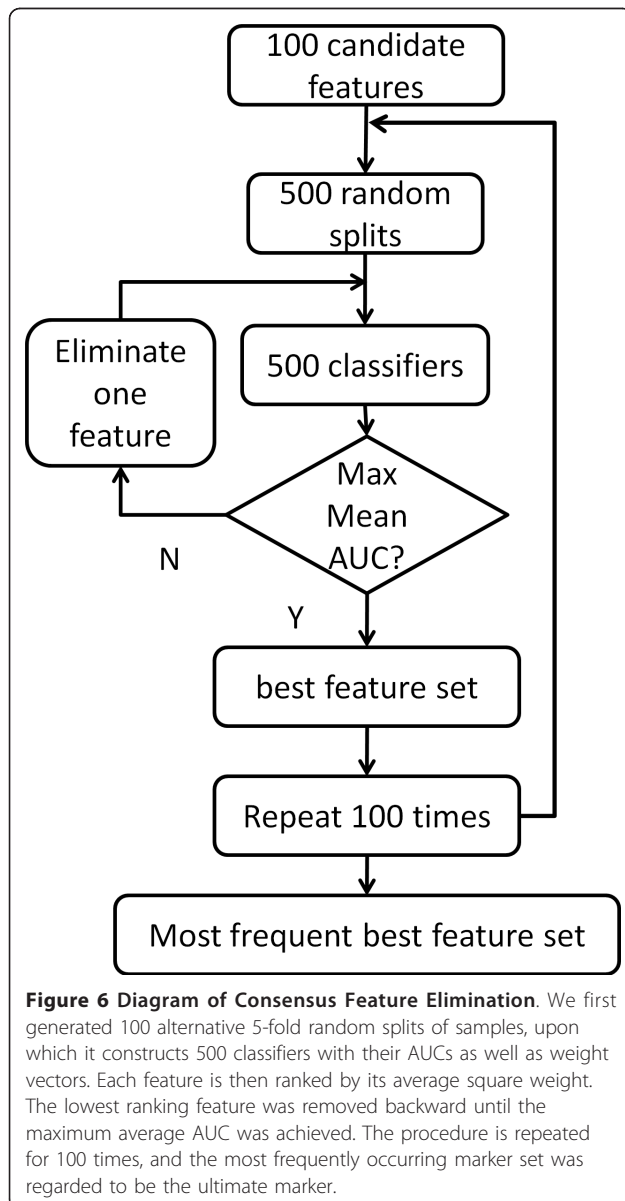 100 candidate
features
500 random
splits
Eliminate
one
feature
500 classifiers
Max
Mean
AUC?
N
Y
best feature set
Repeat 100 times
Most frequent best feature set
Figure 6 Diagram of Consensus Feature Elimination. We first
generated 100 alternative 5-fold random splits of samples, upon
which it constructs 500 classifiers with their AUCs as well as weight
vectors. Each feature is then ranked by its average square weight.
The lowest ranking feature was removed backward until the
maximum average AUC was achieved. The procedure is repeated
for 100 times, and the most frequently occurring marker set was
regarded to be the ultimate marker.